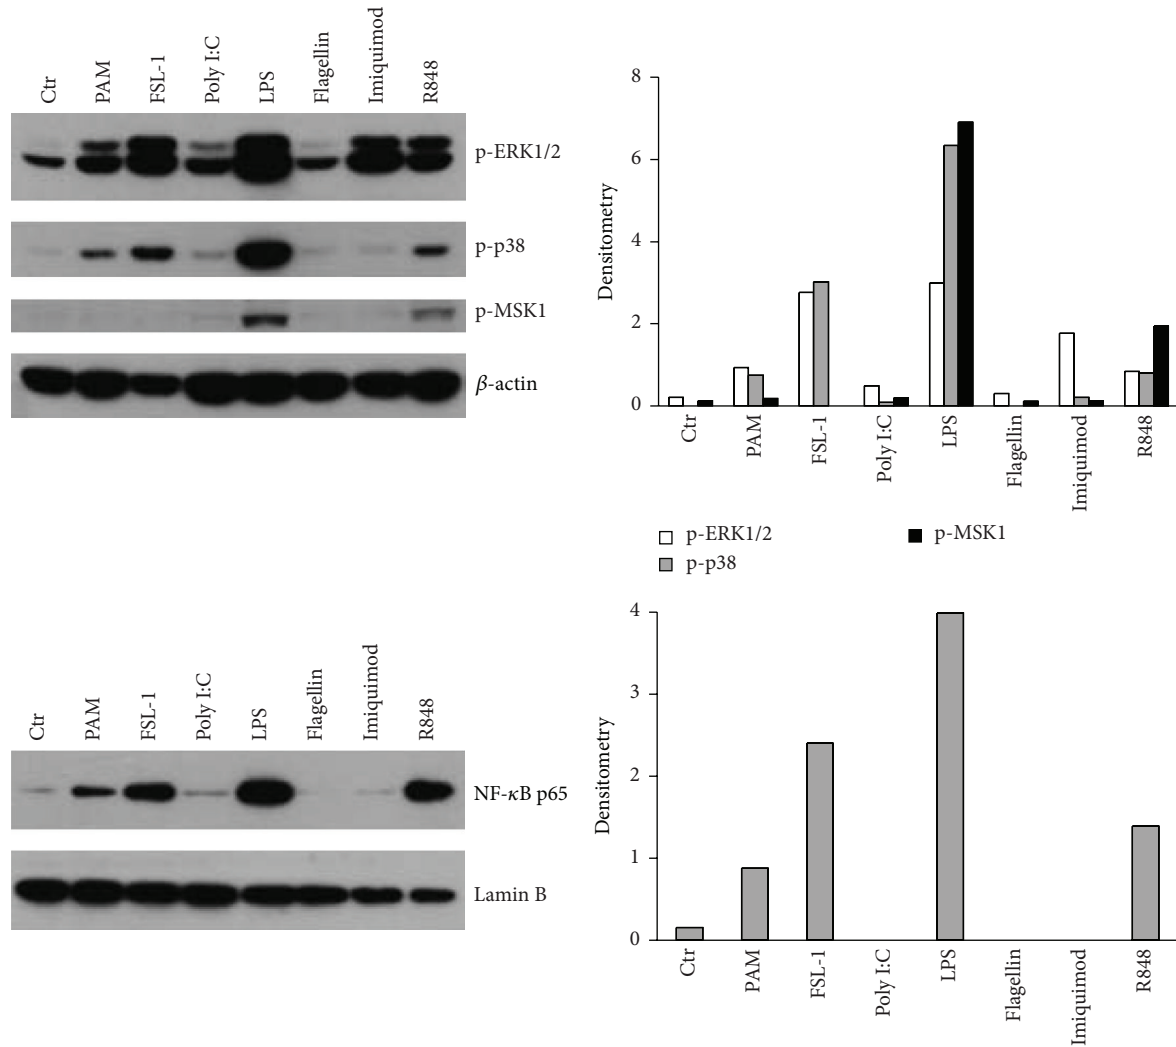 Ctr PAM FSL-1 Poly I:C LPS Flagellin Imiquimod R848
p-ERK1/2
p-p38
p-MSK1
β-actin
8
6
4
2
0
Densitometry
Ctr PAM FSL-1 Poly I:C LPS Flagellin Imiquimod R848
p-ERK1/2 p-MSK1
p-p38
Ctr PAM FSL-1 Poly I:C LPS Flagellin Imiquimod R848
NF-κB p65
Lamin B
4
3
2
1
0
Densitometry
Ctr PAM FSL-1 Poly I:C LPS Flagellin Imiquimod R848